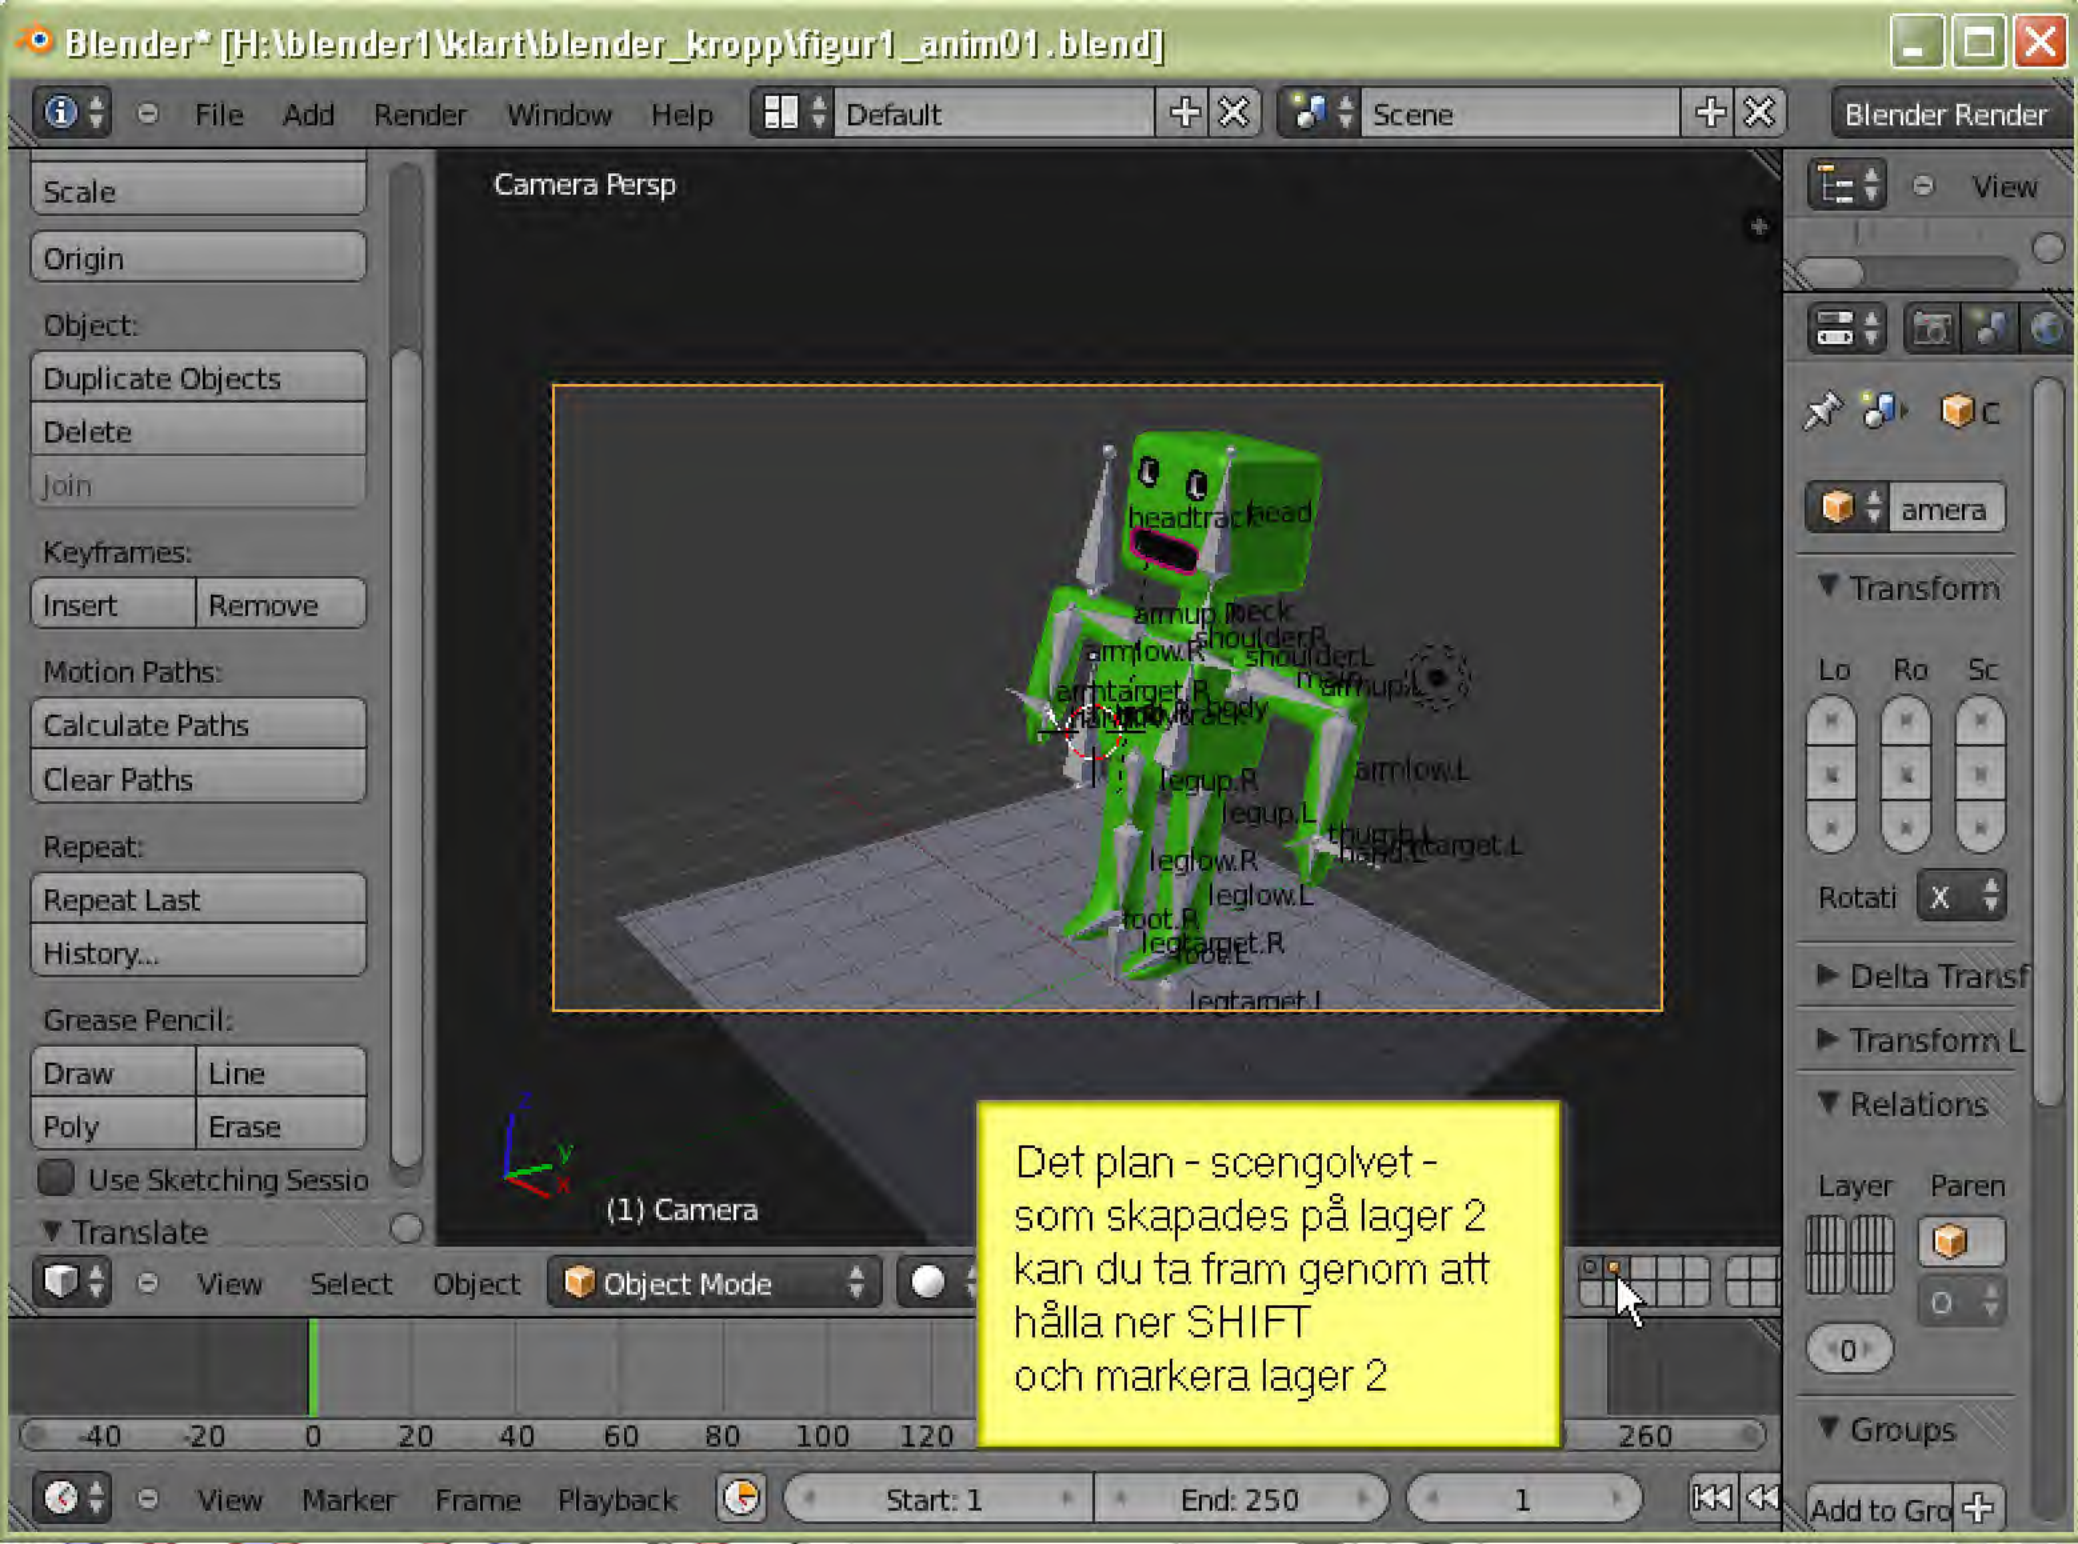 Blender* [H:\blender1\klart\blender_kropp\figur1_anim01.blend]
File Add Render Window Help Default Scene Blender Render
Scale
Origin
Object:
Duplicate Objects
Delete
Join
Keyframes:
Insert Remove
Motion Paths:
Calculate Paths
Clear Paths
Repeat:
Repeat Last
History...
Grease Pencil:
Draw Line
Poly Erase
Use Sketching Sessio
Translate
Camera Persp
headtrack head
armup.R neck
shoulder.R
armlow.R shoulder.L
armup.L
armtarget.R body
legup.R armlow.L
legup.L
thumb.L
hand.L
leglow.R
leglow.L
foot.R
legtarget.R
foot.L
legtarget.L
z
y
x
(1) Camera
Det plan - scengolvet -
som skapades på lager 2
kan du ta fram genom att
hålla ner SHIFT
och markera lager 2
View Select Object Object Mode
-40 -20 0 20 40 60 80 100 120 260
View Marker Frame Playback Start: 1 End: 250 1
View
C
amera
Transform
Lo Ro Sc
Rotati X
Delta Transf
Transform L
Relations
Layer Paren
O
0
Groups
Add to Gro